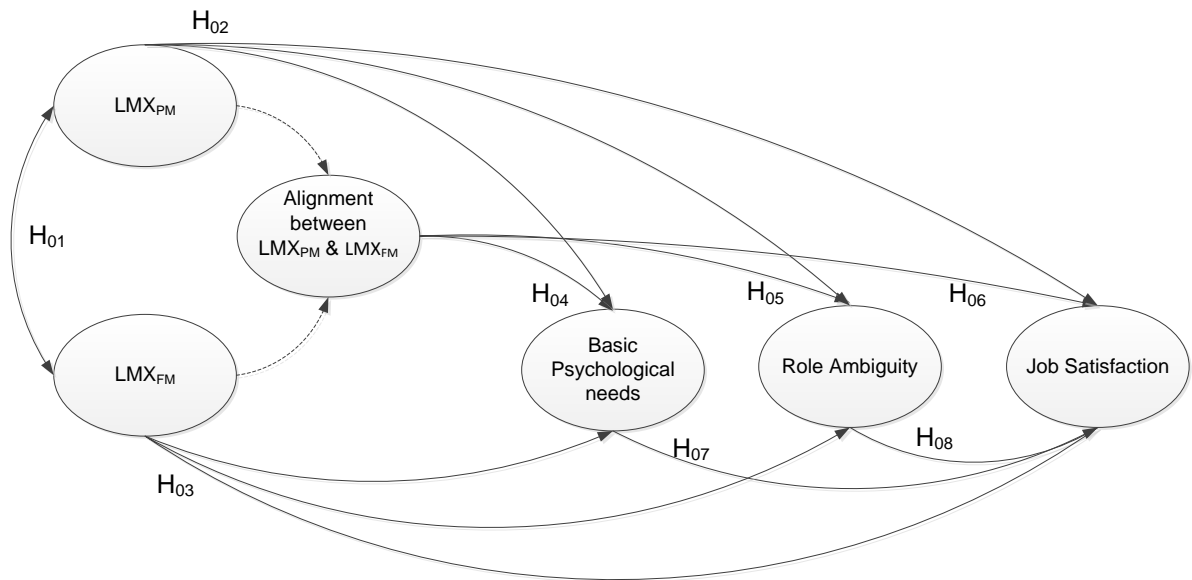 H02
LMXPM
Alignment
between
LMXPM & LMXFM
H01
H04
H05
H06
LMXFM
Basic
Psychological
needs
Role Ambiguity
Job Satisfaction
H07
H08
H03